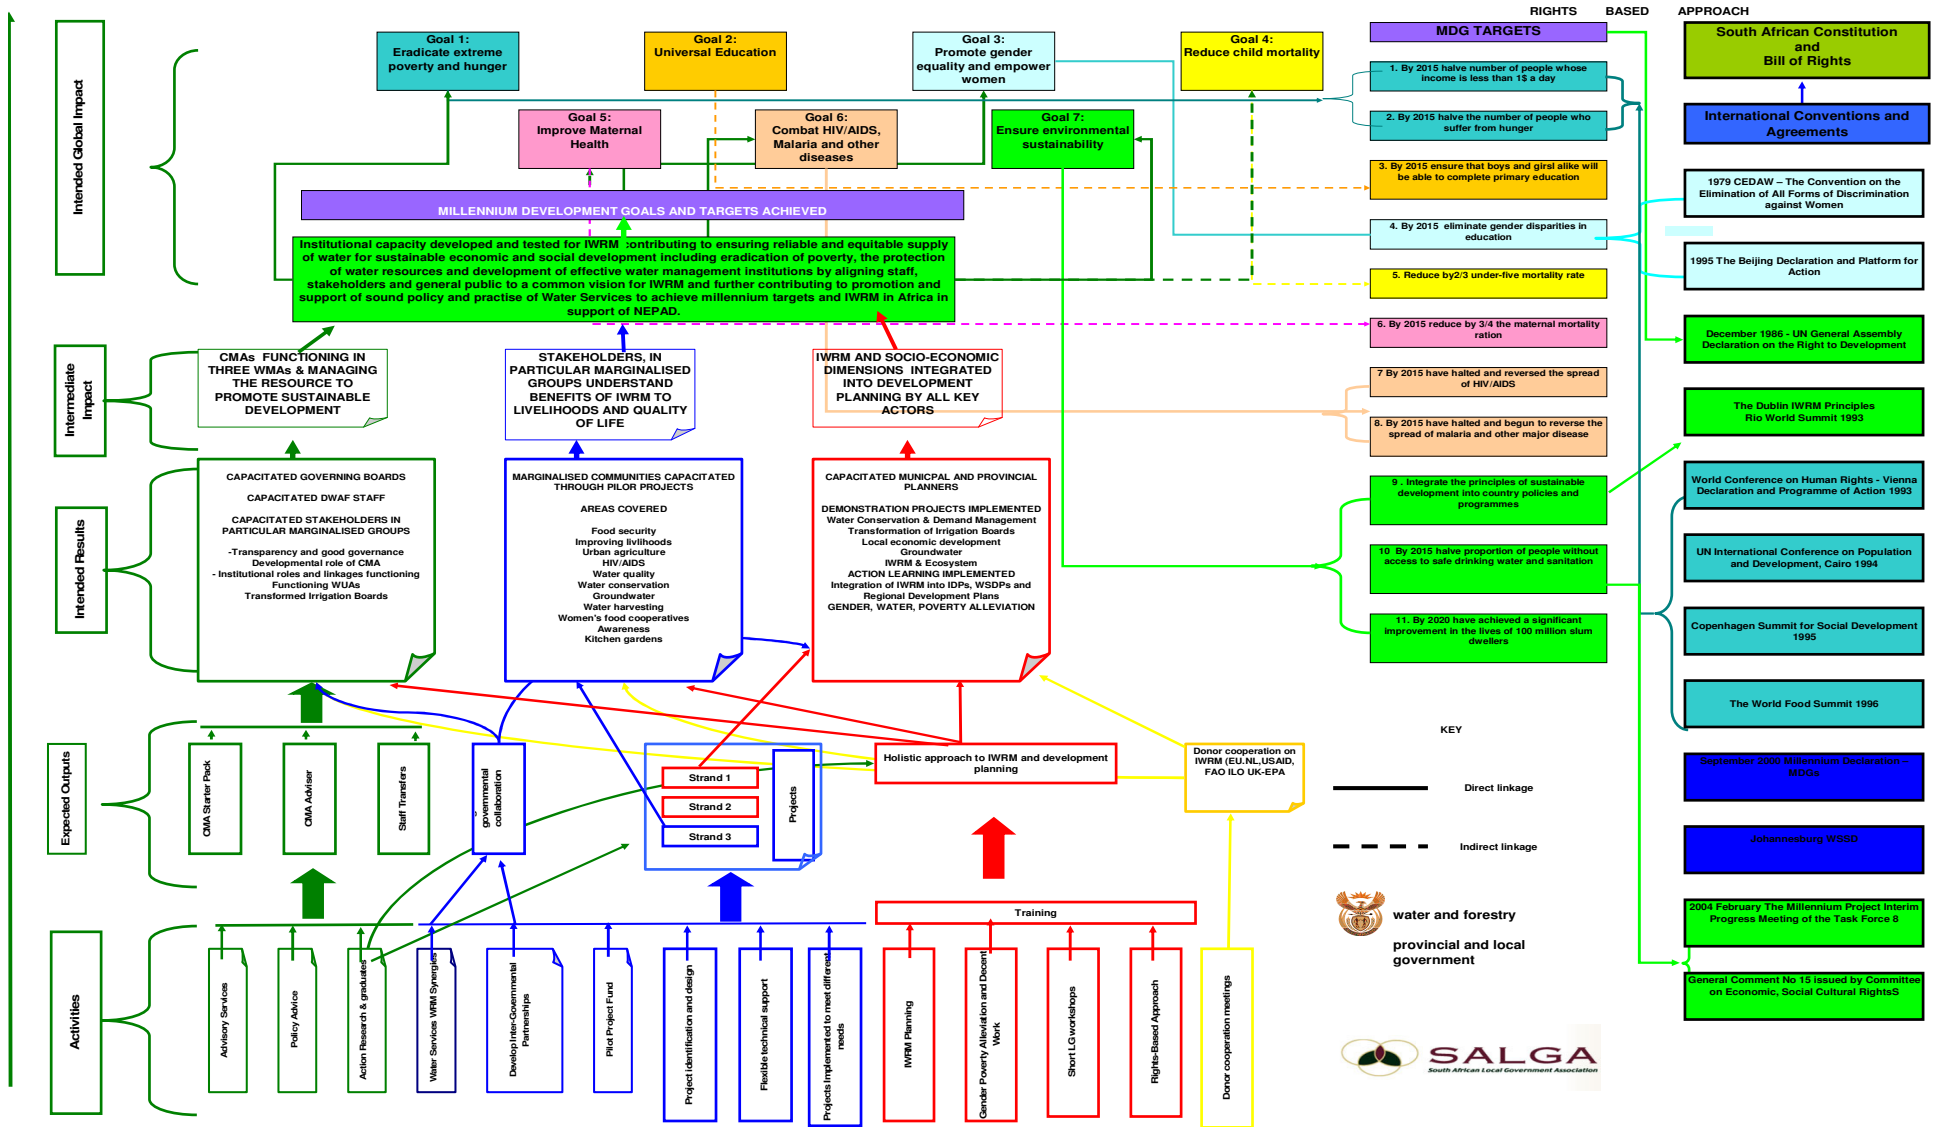 RIGHTS BASED APPROACH
Intended Global Impact
Goal 1:
Eradicate extreme
poverty and hunger
Goal 2:
Universal Education
Goal 3:
Promote gender
equality and empower
women
Goal 4:
Reduce child mortality
Goal 5:
Improve Maternal
Health
Goal 6:
Combat HIV/AIDS,
Malaria and other
diseases
Goal 7:
Ensure environmental
sustainability
MILLENNIUM DEVELOPMENT GOALS AND TARGETS ACHIEVED
Institutional capacity developed and tested for IWRM contributing to ensuring reliable and equitable supply
of water for sustainable economic and social development including eradication of poverty, the protection
of water resources and development of effective water management institutions by aligning staff,
stakeholders and general public to a common vision for IWRM and further contributing to promotion and
support of sound policy and practise of Water Services to achieve millennium targets and IWRM in Africa in
support of NEPAD.
Intermediate
Impact
CMAs FUNCTIONING IN
THREE WMAs & MANAGING
THE RESOURCE TO
PROMOTE SUSTAINABLE
DEVELOPMENT
STAKEHOLDERS, IN
PARTICULAR MARGINALISED
GROUPS UNDERSTAND
BENEFITS OF IWRM TO
LIVELIHOODS AND QUALITY
OF LIFE
IWRM AND SOCIO-ECONOMIC
DIMENSIONS INTEGRATED
INTO DEVELOPMENT
PLANNING BY ALL KEY
ACTORS
Intended Results
CAPACITATED GOVERNING BOARDS
CAPACITATED DWAF STAFF
CAPACITATED STAKEHOLDERS IN
PARTICULAR MARGINALISED GROUPS
-Transparency and good governance
Developmental role of CMA
- Institutional roles and linkages functioning
Functioning WUAs
Transformed Irrigation Boards
MARGINALISED COMMUNITIES CAPACITATED
THROUGH PILOR PROJECTS
AREAS COVERED
Food security
Improving livlihoods
Urban agriculture
HIV/AIDS
Water quality
Water conservation
Groundwater
Water harvesting
Women's food cooperatives
Awareness
Kitchen gardens
CAPACITATED MUNICPAL AND PROVINCIAL
PLANNERS
DEMONSTRATION PROJECTS IMPLEMENTED
Water Conservation & Demand Management
Transformation of Irrigation Boards
Local economic development
Groundwater
IWRM & Ecosystem
ACTION LEARNING IMPLEMENTED
Integration of IWRM into IDPs, WSDPs and
Regional Development Plans
GENDER, WATER, POVERTY ALLEVIATION
Expected Outputs
CMA Starter Pack
CMA Adviser
Staff Transfers
governmental
collaboration
Strand 1
Strand 2
Strand 3
Projects
Holistic approach to IWRM and development
planning
Donor cooperation on
IWRM (EU.NL,USAID,
FAO ILO UK-EPA
Activities
Advisory Services
Policy Advice
Action Research & graduates
Water Services WRM Synergies
Develop Inter-Governmental
Partnerships
Pilot Project Fund
Project identification and design
Flexible technical support
Projects Implemented to meet different
needs
Training
IWRM Planning
Gender Poverty Alleviation and Decent
Work
Short LG workshops
Rights-Based Approach
Donor cooperation meetings
MDG TARGETS
1. By 2015 halve number of people whose
income is less than 1$ a day
2. By 2015 halve the number of people who
suffer from hunger
3. By 2015 ensure that boys and girsl alike will
be able to complete primary education
4. By 2015 eliminate gender disparities in
education
5. Reduce by2/3 under-five mortality rate
6. By 2015 reduce by 3/4 the maternal mortality
ration
7 By 2015 have halted and reversed the spread
of HIV/AIDS
8. By 2015 have halted and begun to reverse the
spread of malaria and other major disease
9 . Integrate the principles of sustainable
development into country policies and
programmes
10 By 2015 halve proportion of people without
access to safe drinking water and sanitation
11. By 2020 have achieved a significant
improvement in the lives of 100 million slum
dwellers
KEY
Direct linkage
Indirect linkage
water and forestry
provincial and local
government
SALGA
South African Local Government Association
South African Constitution
and
Bill of Rights
International Conventions and
Agreements
1979 CEDAW – The Convention on the
Elimination of All Forms of Discrimination
against Women
1995 The Beijing Declaration and Platform for
Action
December 1986 - UN General Assembly
Declaration on the Right to Development
The Dublin IWRM Principles
Rio World Summit 1993
World Conference on Human Rights - Vienna
Declaration and Programme of Action 1993
UN International Conference on Population
and Development, Cairo 1994
Copenhagen Summit for Social Development
1995
The World Food Summit 1996
September 2000 Millennium Declaration –
MDGs
Johannesburg WSSD
2004 February The Millennium Project Interim
Progress Meeting of the Task Force 8
General Comment No 15 issued by Committee
on Economic, Social Cultural RightsS